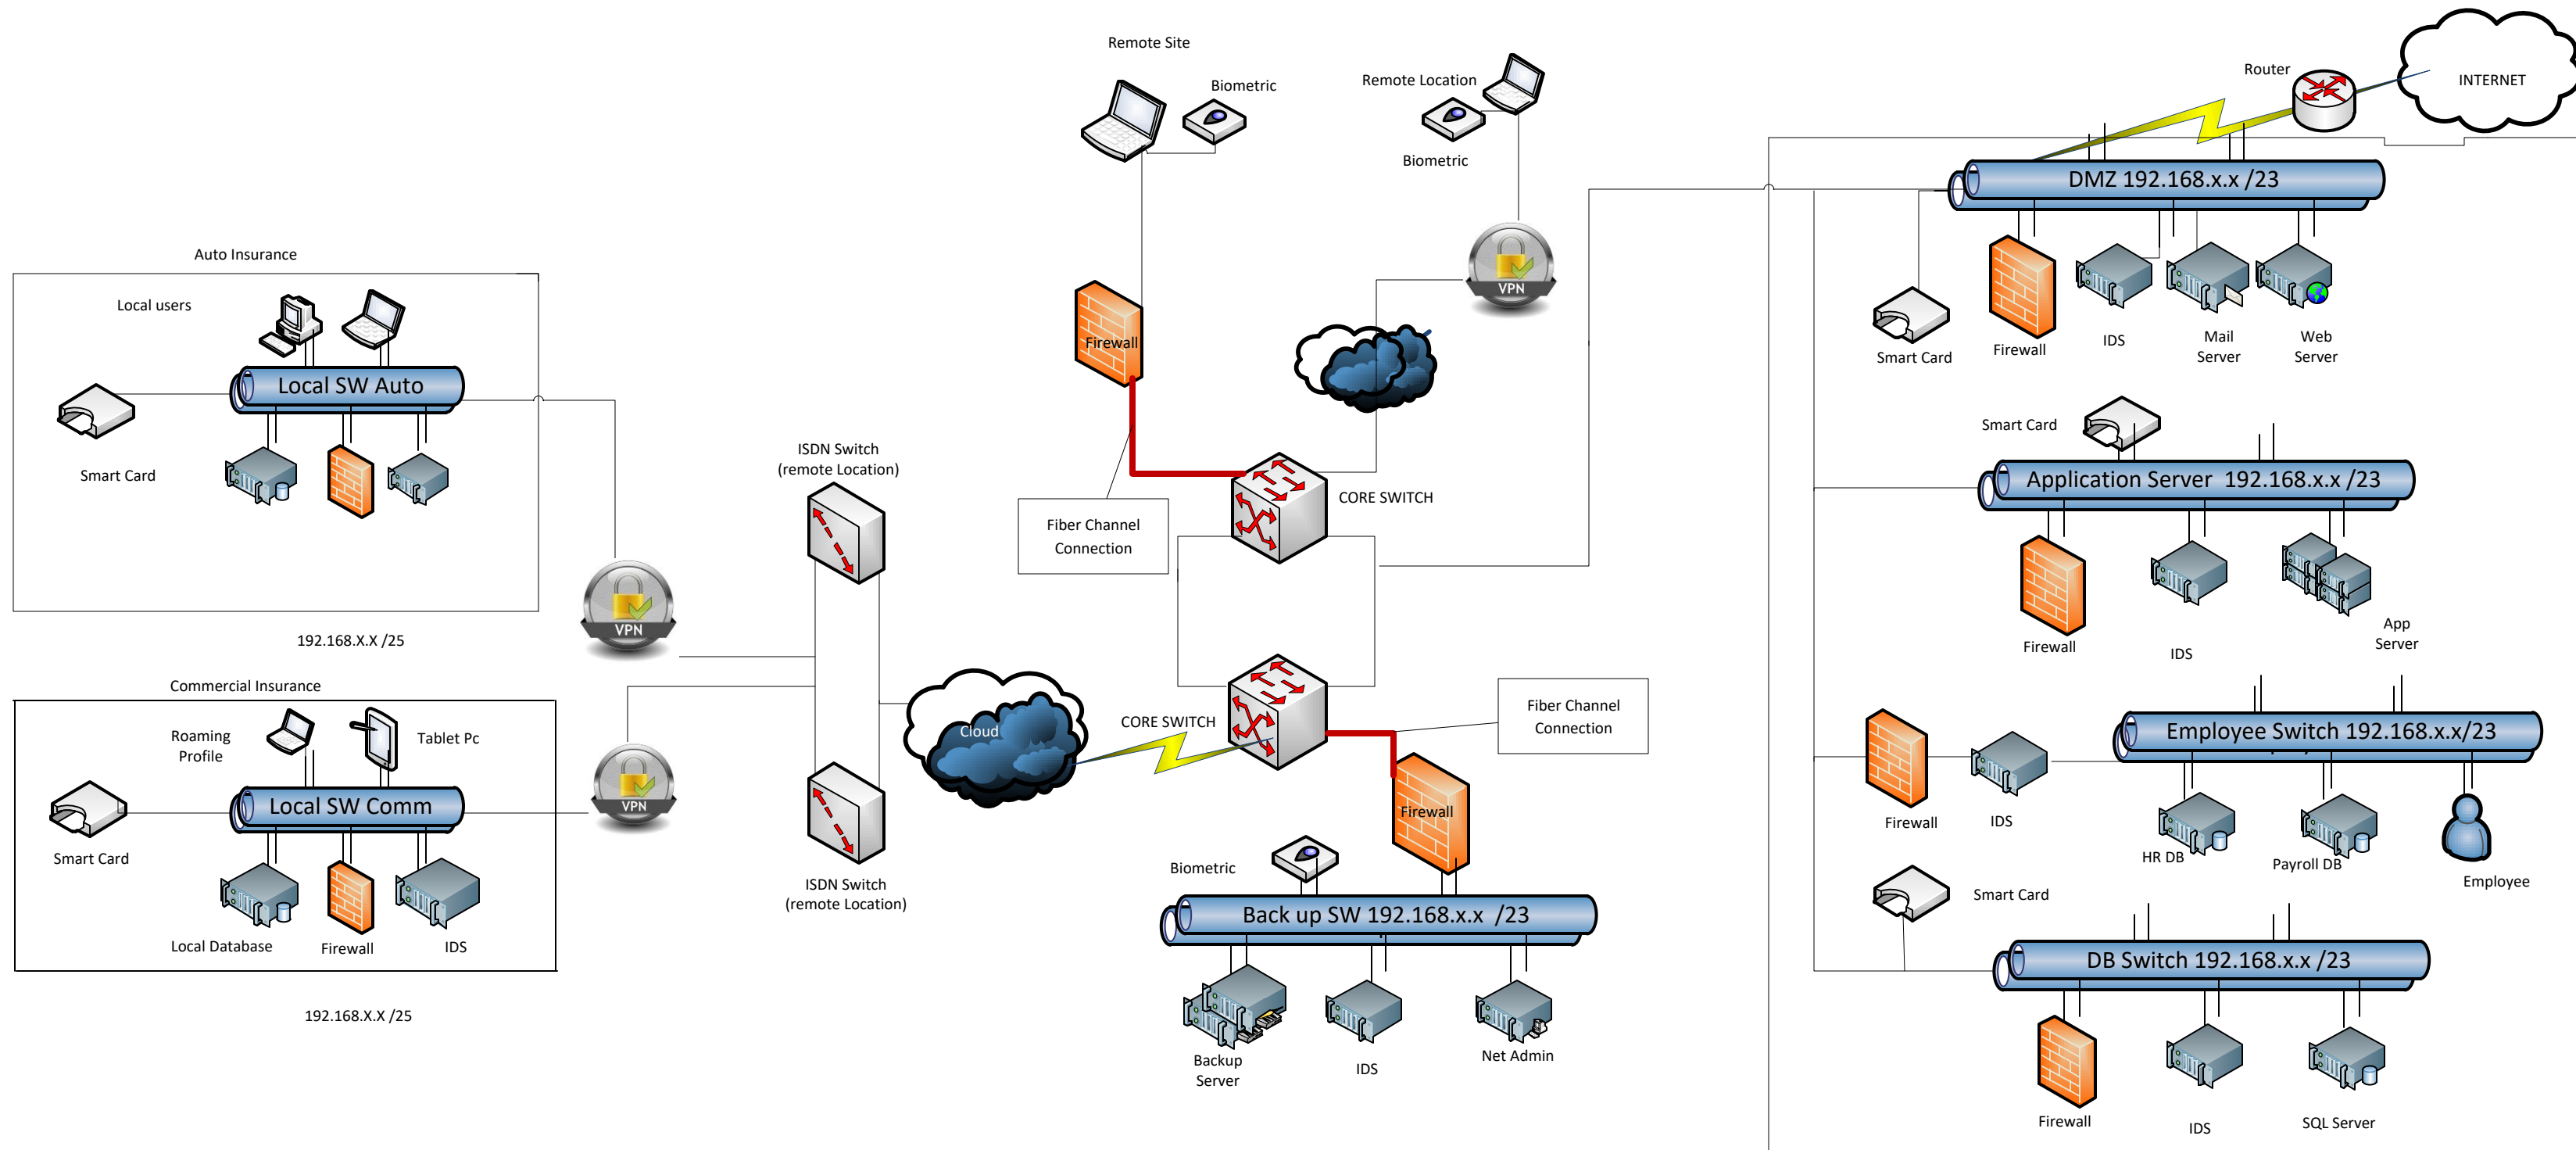 Remote Site
Biometric
Remote Location
Biometric
Router
INTERNET
DMZ 192.168.x.x /23
Smart Card
Firewall
IDS
Mail
Server
Web
Server
VPN
Firewall
Auto Insurance
Local users
Local SW Auto
Smart Card
192.168.X.X /25
VPN
ISDN Switch
(remote Location)
Fiber Channel
Connection
CORE SWITCH
Smart Card
Application Server  192.168.x.x /23
Firewall
IDS
App
Server
Commercial Insurance
Roaming
Profile
Tablet Pc
Local SW Comm
Smart Card
Local Database
Firewall
IDS
192.168.X.X /25
VPN
ISDN Switch
(remote Location)
Cloud
CORE SWITCH
Fiber Channel
Connection
Firewall
Biometric
Back up SW 192.168.x.x  /23
Backup
Server
IDS
Net Admin
Employee Switch 192.168.x.x/23
Firewall
IDS
HR DB
Payroll DB
Employee
Smart Card
DB Switch 192.168.x.x /23
Firewall
IDS
SQL Server